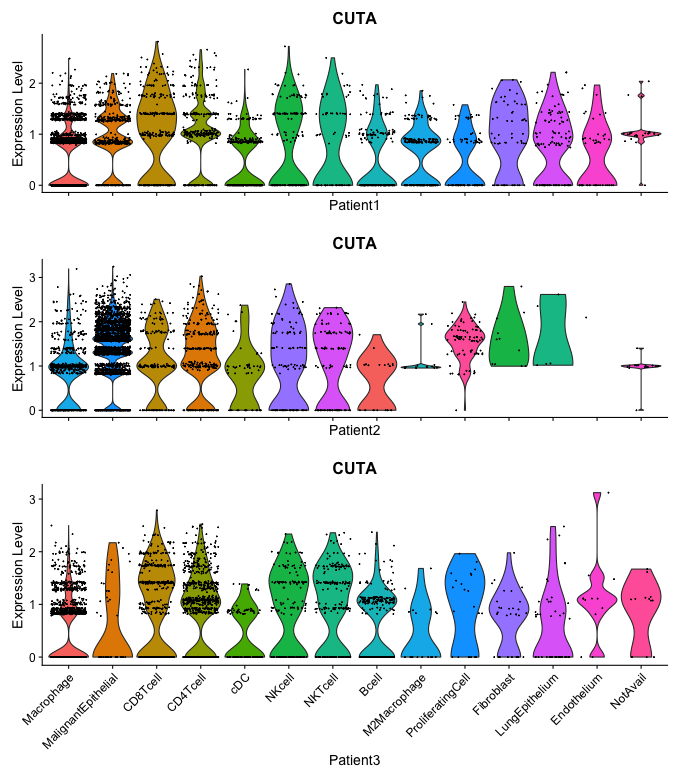 CUTA
Expression Level
2
1
0
Patient1
CUTA
Expression Level
3
2
1
0
Patient2
CUTA
Expression Level
3
2
1
0
Macrophage
MalignantEpithelial
CD8Tcell
CD4Tcell
cDC
NKcell
NKTcell
Bcell
M2Macrophage
ProliferatingCell
Fibroblast
LungEpithelium
Endothelium
NotAvail
Patient3